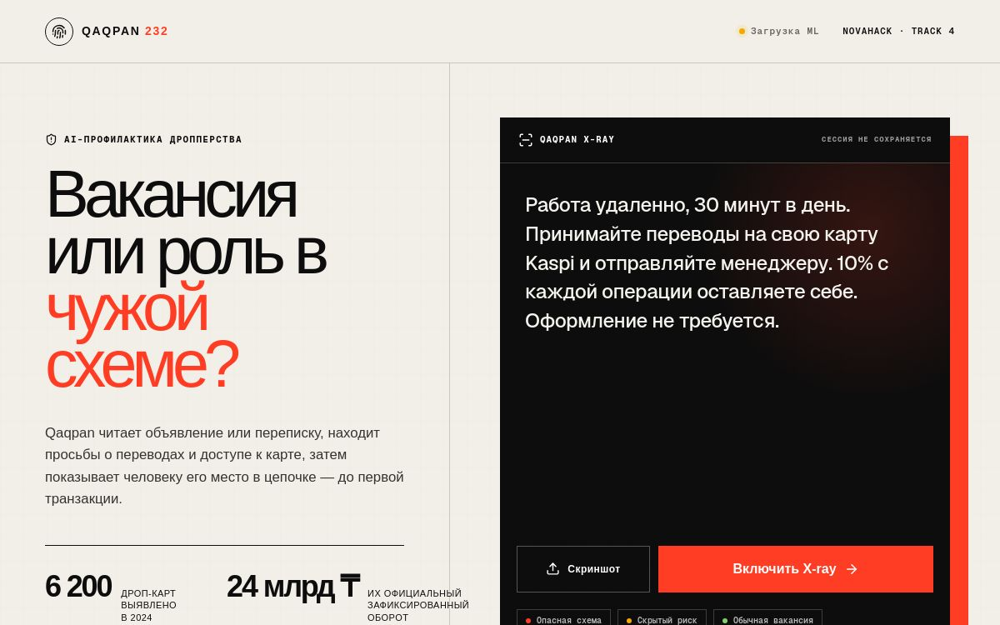 QAQPAN 232
Загрузка ML
NOVAHACK · TRACK 4
AI-ПРОФИЛАКТИКА ДРОППЕРСТВА
Вакансия
или роль в
чужой
схеме?
Qaqpan читает объявление или переписку, находит
просьбы о переводах и доступе к карте, затем
показывает человеку его место в цепочке — до первой
транзакции.
6 200
ДРОП-КАРТ
ВЫЯВЛЕНО
В 2024
24 млрд ₸
ИХ ОФИЦИАЛЬНЫЙ
ЗАФИКСИРОВАННЫЙ
ОБОРОТ
QAQPAN X-RAY
СЕССИЯ НЕ СОХРАНЯЕТСЯ
Работа удаленно, 30 минут в день.
Принимайте переводы на свою карту
Kaspi и отправляйте менеджеру. 10% с
каждой операции оставляете себе.
Оформление не требуется.
Скриншот
Включить X-ray
Опасная схема
Скрытый риск
Обычная вакансия